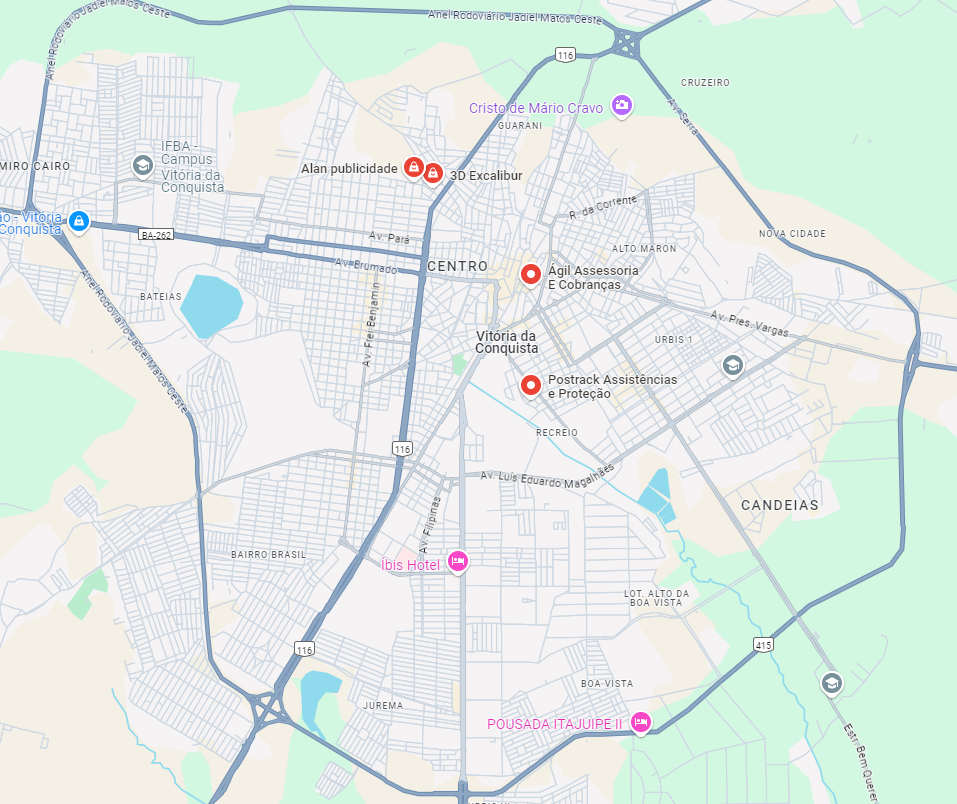 Anel Rodoviário Jadiel Matos Ceste
Anel Rodoviário Jadiel Matos Ceste
116
CRUZEIRO
Cristo de Mário Cravo
GUARANI
Av. Serra
IFBA -
Campus
Vitória da
Conquista
MIRO CAIRO
Alan publicidade
3D Excalibur
ão - Vitória
Conquista
BA-262
Av. Pará
R. da Corrente
NOVA CIDADE
ALTO MARON
Av. Brumado
CENTRO
Ágil Assessoria
E Cobranças
BATEIAS
Anel Rodoviário Jadiel Matos Ceste
Av. Frei Benjamin
Av. Pres. Vargas
Vitória da
Conquista
URBIS 1
Postrack Assistências
e Proteção
RECREIO
116
Av. Luís Eduardo Magalhães
CANDEIAS
Av. Filipinas
BAIRRO BRASIL
Íbis Hotel
LOT. ALTO DA
BOA VISTA
116
415
BOA VISTA
JUREMA
POUSADA ITAJUIPE II
Estr. Bem Querer